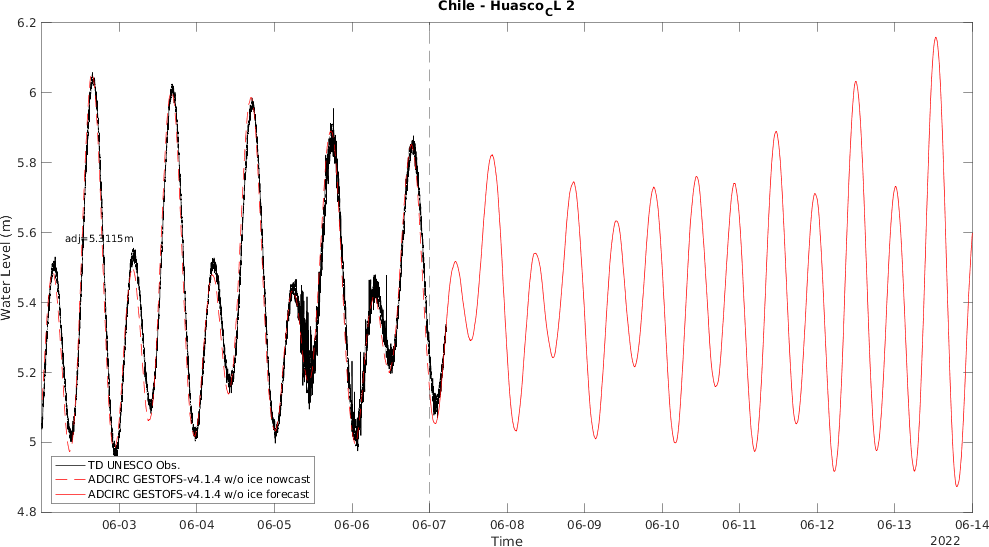 Chile - Huasco_CL 2
6.2
6
5.8
5.6
5.4
5.2
5
4.8
Water Level (m)
adj=5.3115m
TD UNESCO Obs.
ADCIRC GESTOFS-v4.1.4 w/o ice nowcast
ADCIRC GESTOFS-v4.1.4 w/o ice forecast
06-03 06-04 06-05 06-06 06-07 06-08 06-09 06-10 06-11 06-12 06-13 06-14
Time
2022